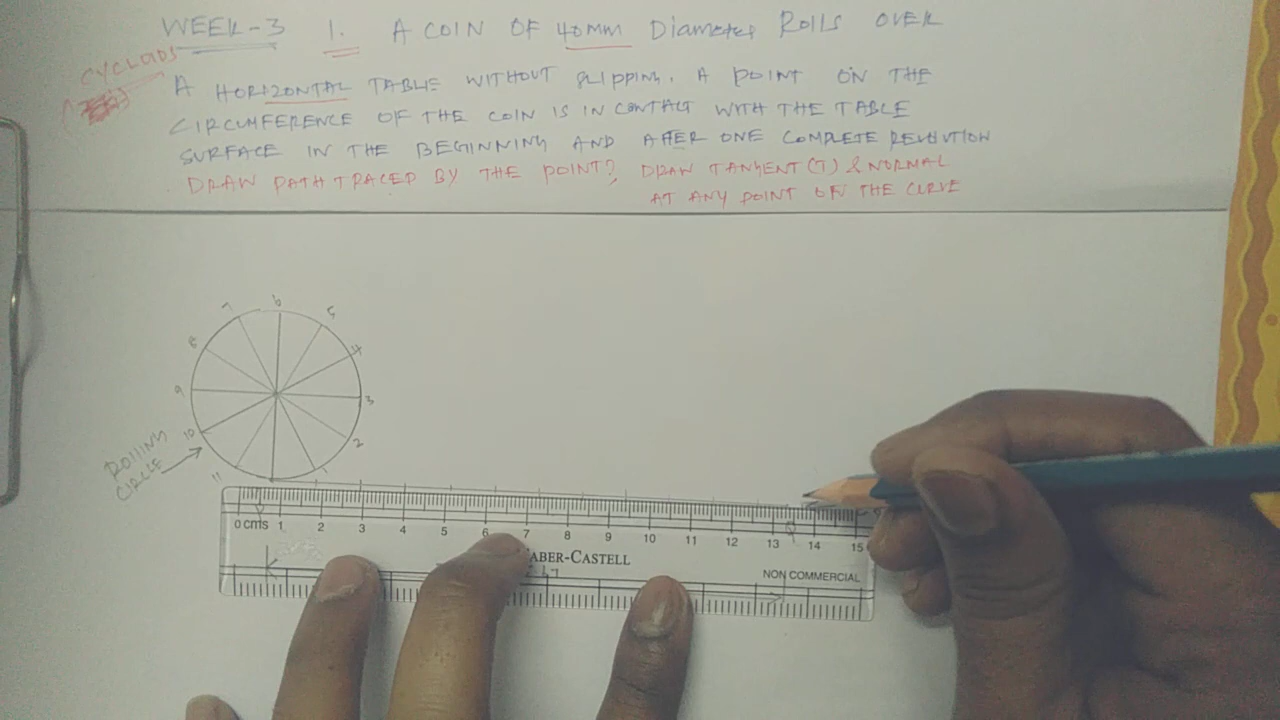 WEEK-3 1. A COIN OF 40MM Diameter ROLLS OVER
CYCLOIDS
A HORIZONTAL TABLE WITHOUT SLIPPING. A POINT ON THE
CIRCUMFERENCE OF THE COIN IS IN CONTACT WITH THE TABLE
SURFACE IN THE BEGINNING AND AFTER ONE COMPLETE REVOLUTION
DRAW PATH TRACED BY THE POINT? DRAW TANGENT (T) & NORMAL
AT ANY POINT ON THE CURVE
7 6 5
8 4
9 3
10 2
11 1
ROLLING
CIRCLE
0 cms 1 2 3 4 5 6 7 8 9 10 11 12 13 14 15
FABER-CASTELL
NON COMMERCIAL